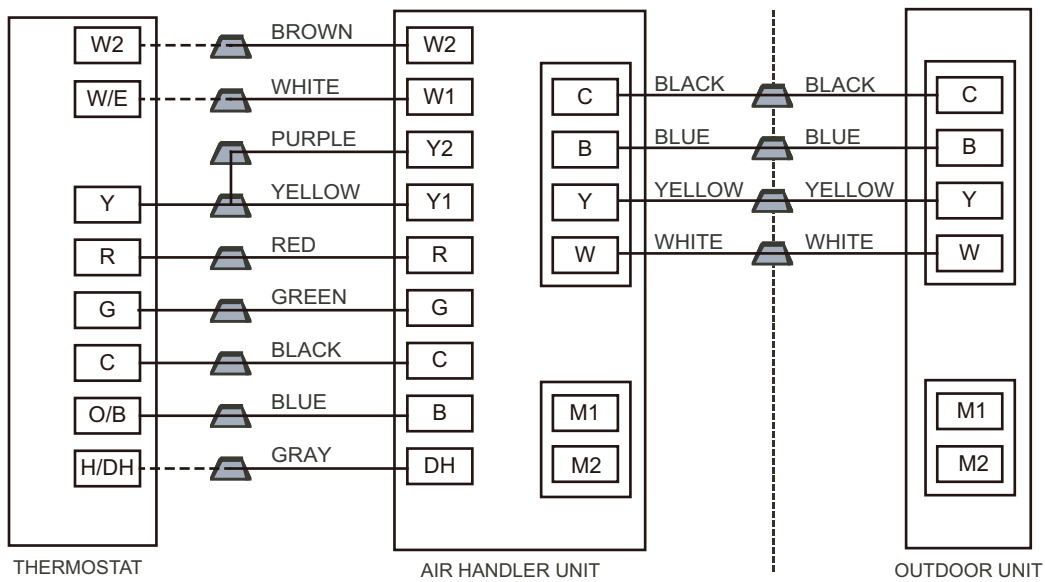 W2 BROWN W2
W/E WHITE W1 C BLACK BLACK C
PURPLE Y2 B BLUE BLUE B
Y YELLOW Y1 Y YELLOW YELLOW Y
R RED R W WHITE WHITE W
G GREEN G
C BLACK C
O/B BLUE B M1 M1
H/DH GRAY DH M2 M2
THERMOSTAT AIR HANDLER UNIT OUTDOOR UNIT